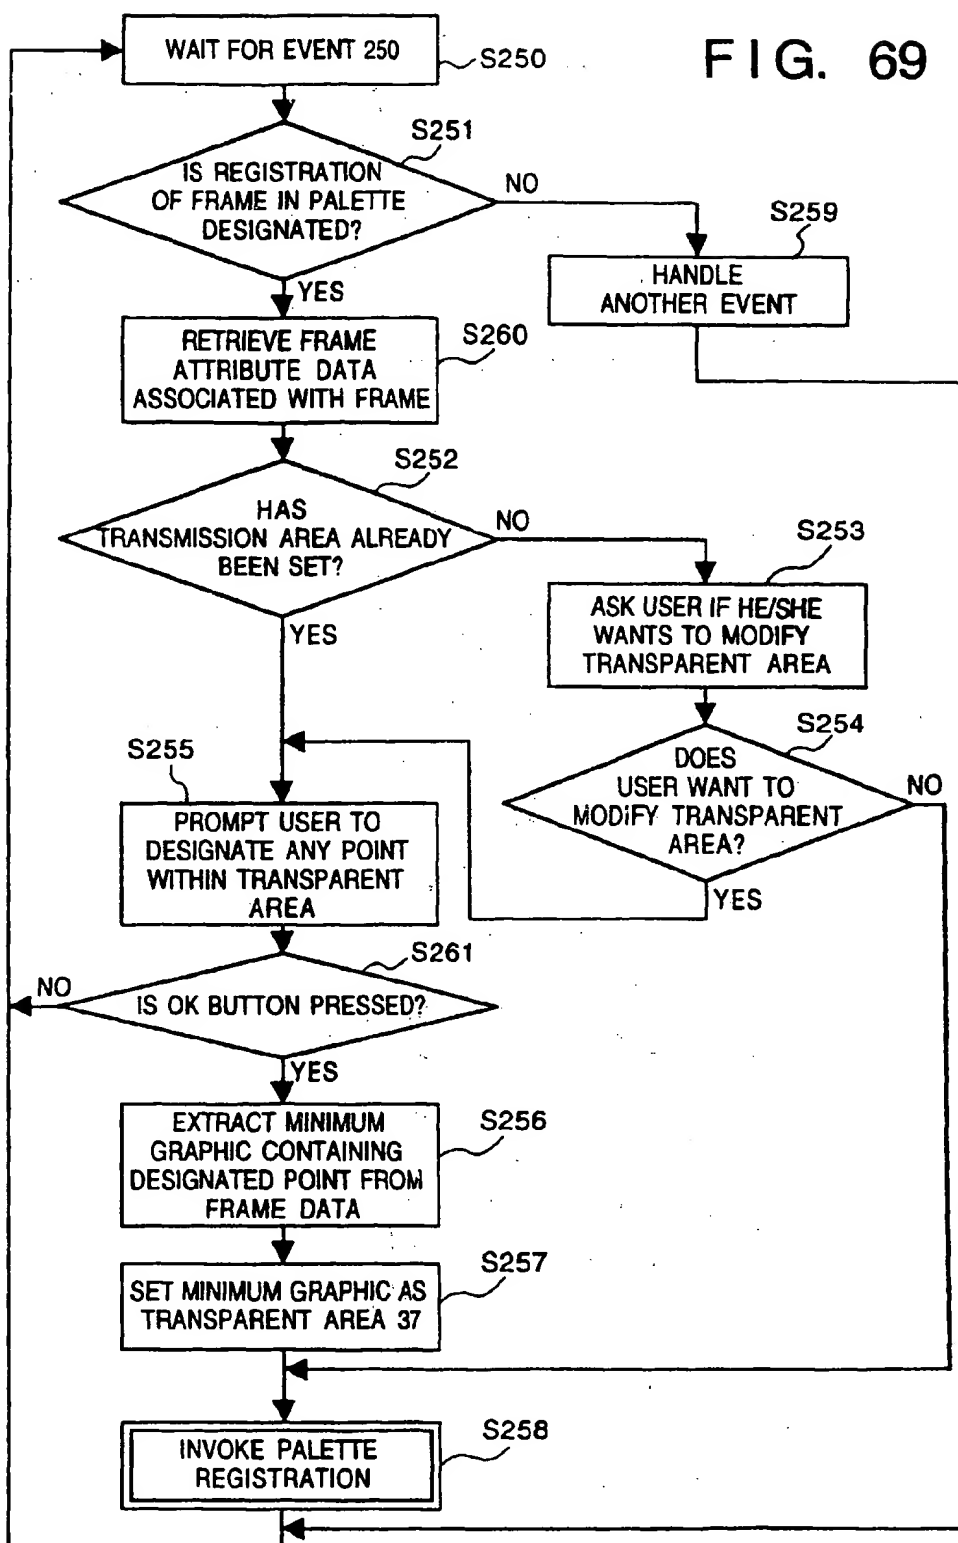 FIG. 69
WAIT FOR EVENT 250
S250
S251
IS REGISTRATION
OF FRAME IN PALETTE
DESIGNATED?
NO
YES
S259
HANDLE
ANOTHER EVENT
S260
RETRIEVE FRAME
ATTRIBUTE DATA
ASSOCIATED WITH FRAME
S252
HAS
TRANSMISSION AREA ALREADY
BEEN SET?
NO
YES
S253
ASK USER IF HE/SHE
WANTS TO MODIFY
TRANSPARENT AREA
S254
DOES
USER WANT TO
MODIFY TRANSPARENT
AREA?
NO
YES
S255
PROMPT USER TO
DESIGNATE ANY POINT
WITHIN TRANSPARENT
AREA
S261
IS OK BUTTON PRESSED?
NO
YES
S256
EXTRACT MINIMUM
GRAPHIC CONTAINING
DESIGNATED POINT FROM
FRAME DATA
S257
SET MINIMUM GRAPHIC AS
TRANSPARENT AREA 37
S258
INVOKE PALETTE
REGISTRATION